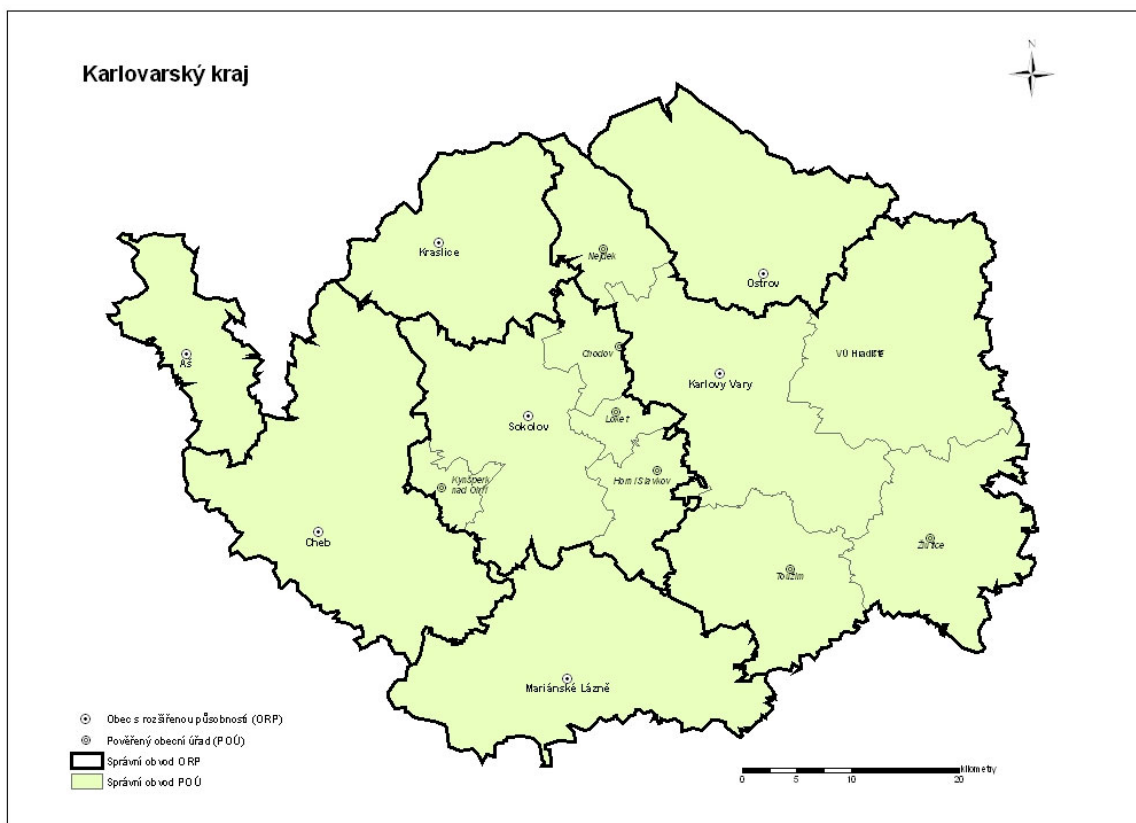 Karlovarský kraj
N
Kraslice
Nejdek
Ostrov
Aš
Chodov
VÚ Hradiště
Karlovy Vary
Loket
Sokolov
Kynšperk
nad Ohří
Horní Slavkov
Cheb
Žlutice
Toužim
Mariánské Lázně
Obec s rozšířenou působností (ORP)
Pověřený obecní úřad (POÚ)
Správní obvod ORP
Správní obvod POÚ
kilometry
0 5 10 20